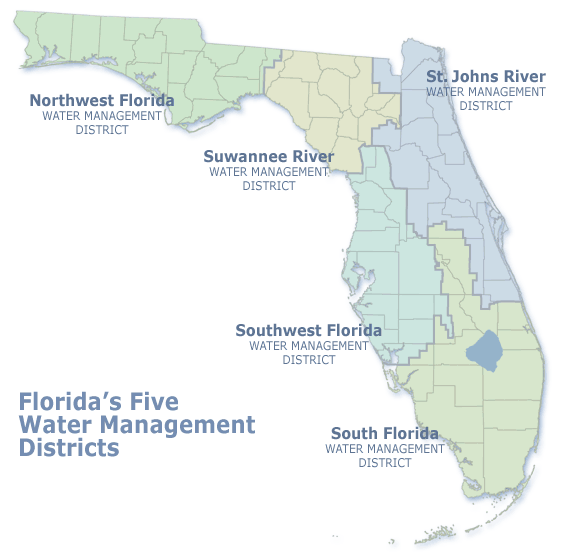 St. Johns River
WATER MANAGEMENT
DISTRICT
Northwest Florida
WATER MANAGEMENT
DISTRICT
Suwannee River
WATER MANAGEMENT
DISTRICT
Southwest Florida
WATER MANAGEMENT
DISTRICT
Florida's Five
Water Management
Districts
South Florida
WATER MANAGEMENT
DISTRICT